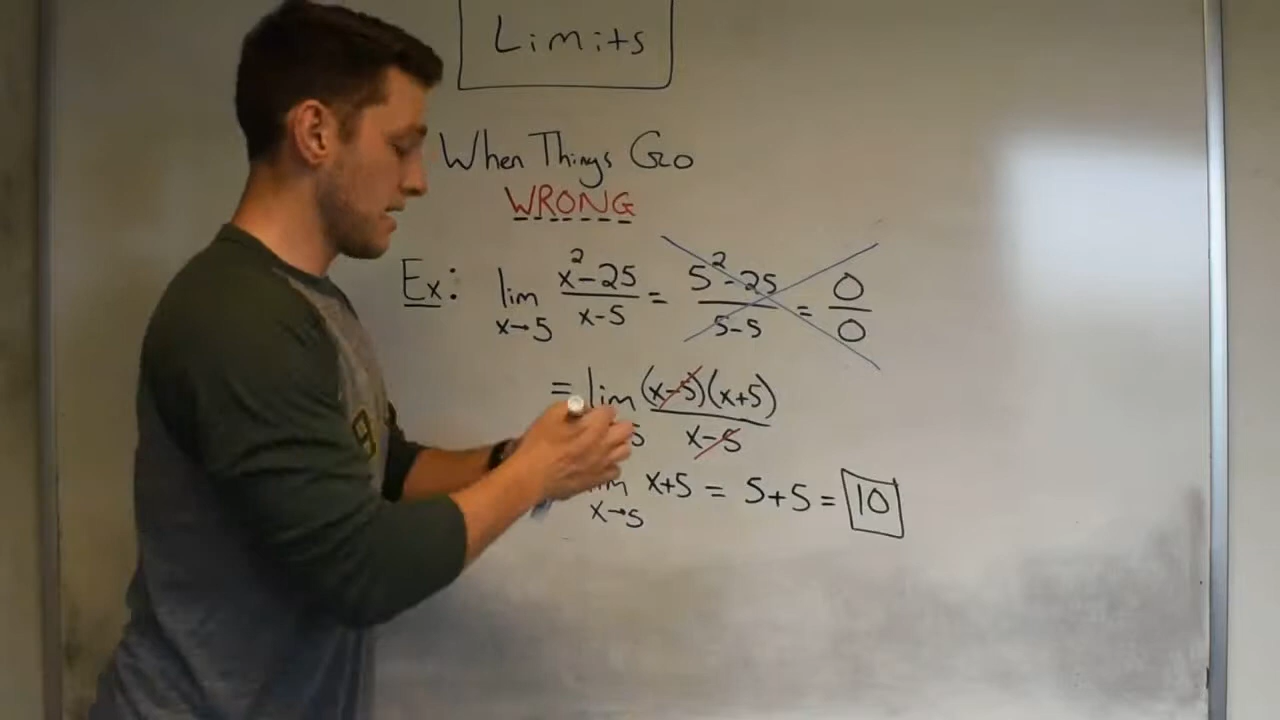 Limits
When Things Go
WRONG
Ex: lim x→5 x²-25 / x-5 = 5²-25 / 5-5 = 0 / 0
= lim 5 (x-5)(x+5) / x-5
x→5 x+5 = 5+5 = 10